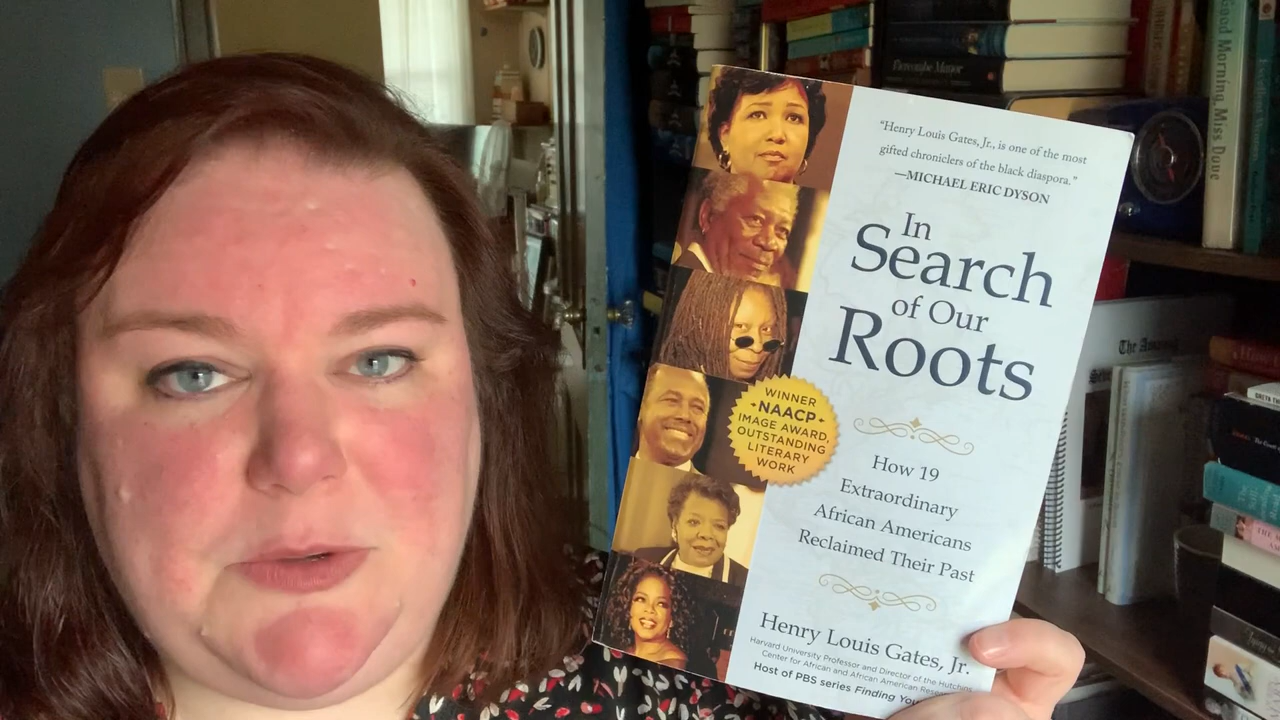 "Henry Louis Gates, Jr., is one of the most
gifted chroniclers of the black diaspora."
—MICHAEL ERIC DYSON
In
Search
of Our
Roots
WINNER
NAACP
IMAGE AWARD,
OUTSTANDING
LITERARY
WORK
How 19
Extraordinary
African Americans
Reclaimed Their Past
Henry Louis Gates, Jr.
Harvard University Professor and Director of the Hutchins
Center for African and African American
Host of PBS series Finding
Good Morning, Miss Dove
The